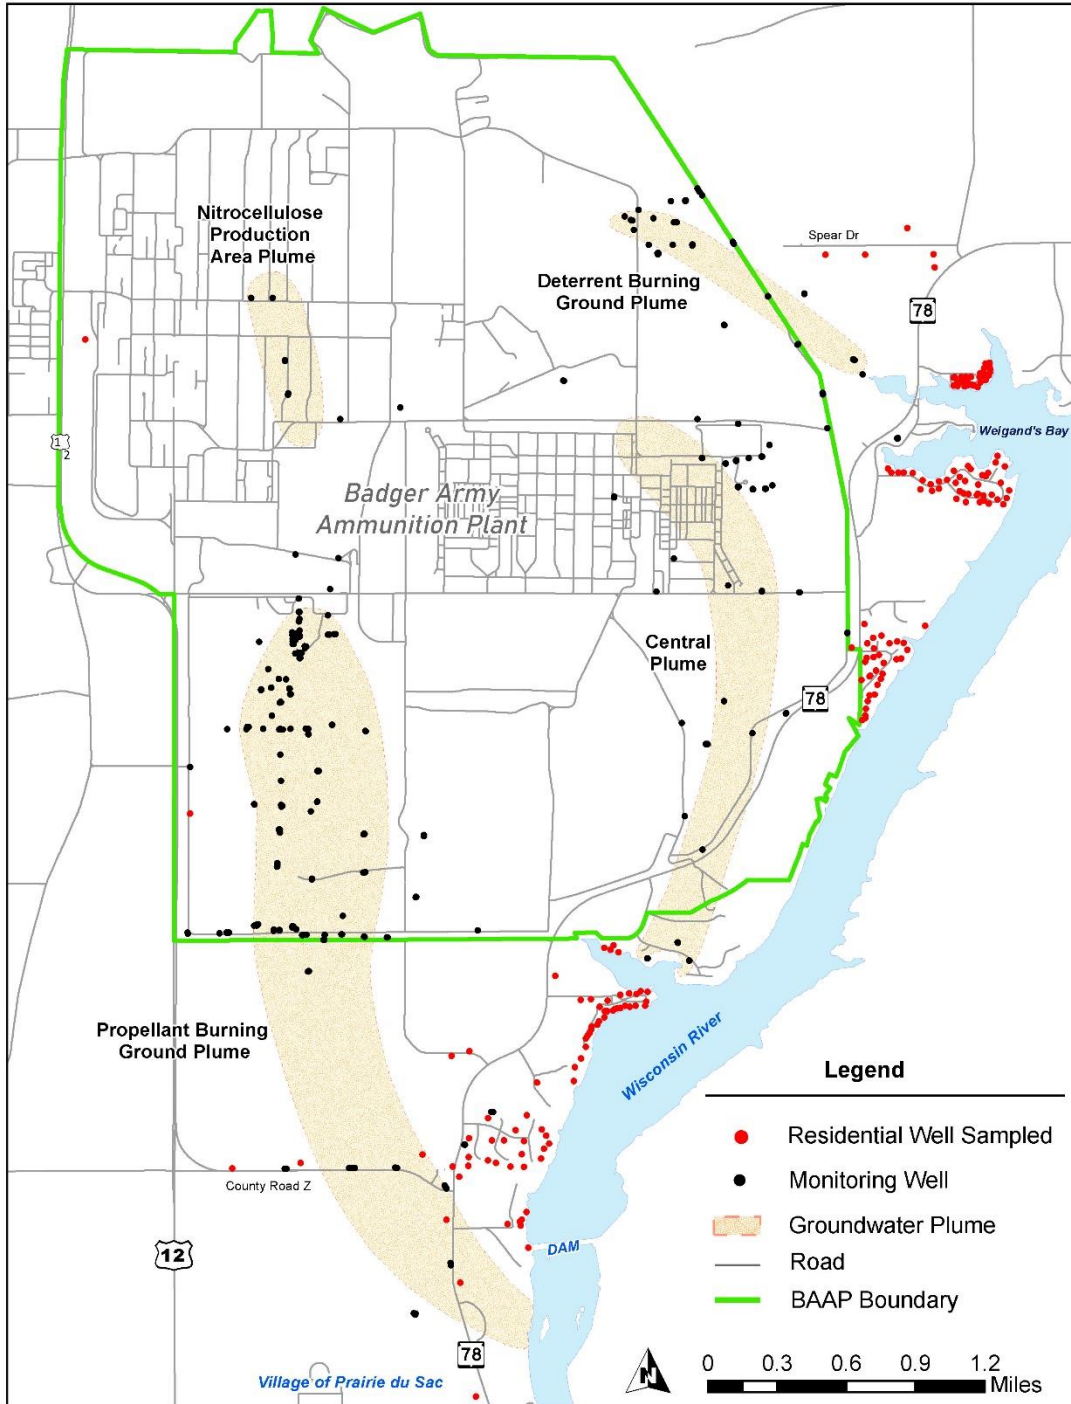 Nitrocellulose
Production
Area Plume
Spear Dr
Deterrent Burning
Ground Plume
78
Weigand's Bay
1
2
Badger Army
Ammunition Plant
Central
Plume
78
Propellant Burning
Ground Plume
Wisconsin River
County Road Z
12
DAM
78
Village of Prairie du Sac
Legend
Residential Well Sampled
Monitoring Well
Groundwater Plume
Road
BAAP Boundary
N
0 0.3 0.6 0.9 1.2
Miles